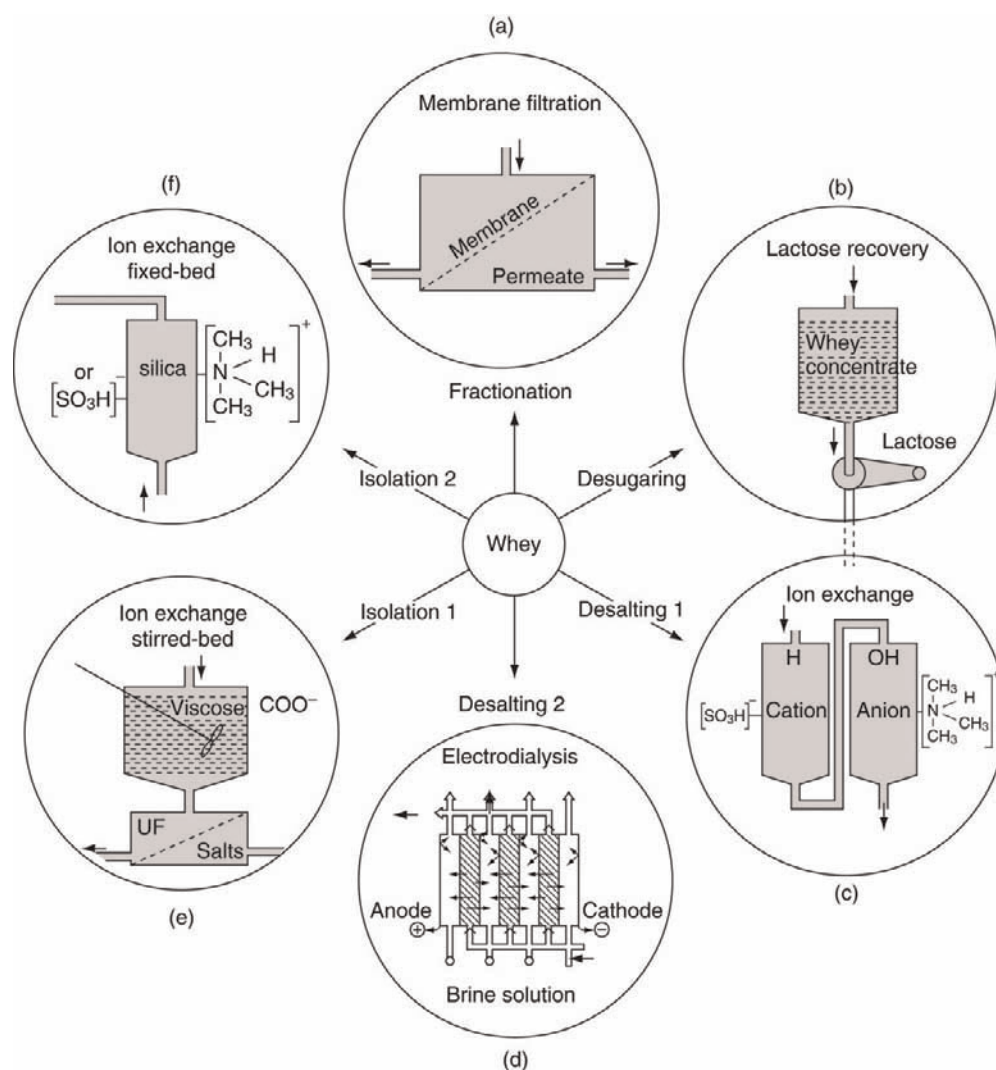 (a)
Membrane filtration
Membrane
Permeate
Fractionation
(f)
Ion exchange
fixed-bed
silica
or
[SO₃H]⁻
[CH₃
N H
CH₃
CH₃]⁺
(b)
Lactose recovery
Whey
concentrate
Lactose
Isolation 2
Desugaring
Whey
Isolation 1
Desalting 1
Desalting 2
(e)
Ion exchange
stirred-bed
Viscose
COO⁻
UF
Salts
(c)
Ion exchange
H
OH
Cation
Anion
[SO₃H]⁻
[CH₃
N H
CH₃
CH₃]⁺
Electrodialysis
Anode
+
Cathode
−
Brine solution
(d)